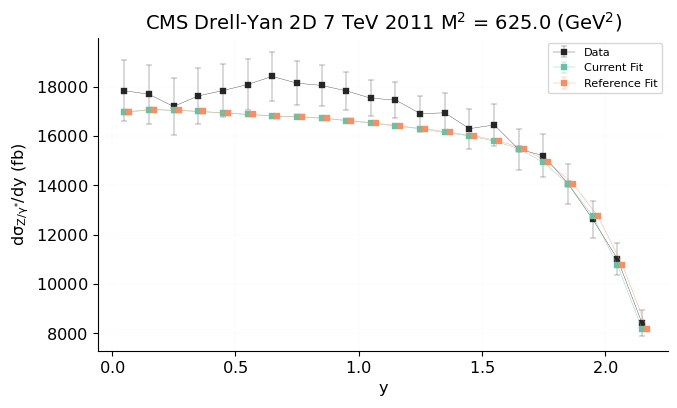 CMS Drell-Yan 2D 7 TeV 2011 M² = 625.0 (GeV²)
Data
Current Fit
Reference Fit
18000
16000
14000
12000
10000
8000
dσ_{Z/γ*}/dy (fb)
0.0 0.5 1.0 1.5 2.0
y